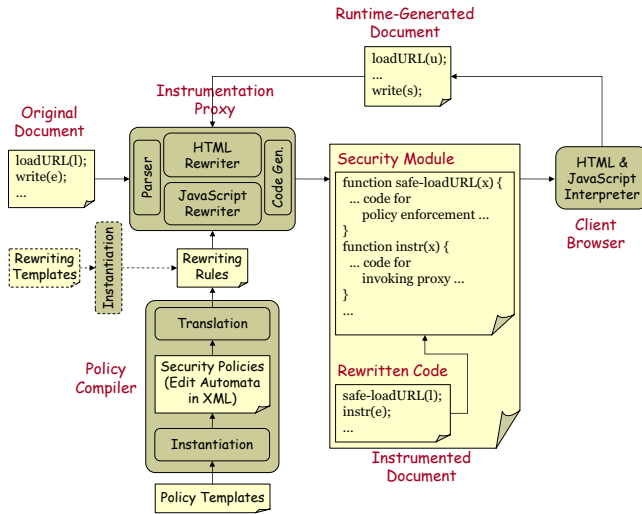 Runtime-Generated
Document
loadURL(u);
...
write(s);
Original
Document
loadURL(l);
write(e);
...
Instrumentation
Proxy
Parser
HTML
Rewriter
JavaScript
Rewriter
Code Gen.
Security Module
function safe-loadURL(x) {
... code for
policy enforcement ...
}
function instr(x) {
... code for
invoking proxy ...
}
...
HTML &
JavaScript
Interpreter
Client
Browser
Rewriting
Templates
Instantiation
Rewriting
Rules
Policy
Compiler
Translation
Security Policies
(Edit Automata
in XML)
Instantiation
Policy Templates
Rewritten Code
safe-loadURL(l);
instr(e);
...
Instrumented
Document